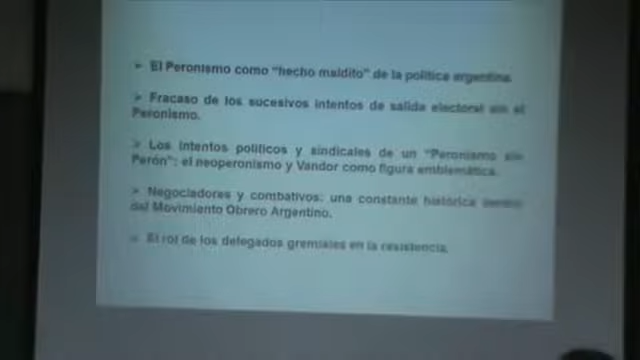 ➢ El Peronismo como "hecho maldito" de la política argentina.
➢ Fracaso de los sucesivos intentos de salida electoral sin el
Peronismo.
➢ Los intentos políticos y sindicales de un "Peronismo sin
Perón": el neoperonismo y Vandor como figura emblemática.
➢ Negociadores y combativos: una constante histórica dentro
del Movimiento Obrero Argentino.
➢ El rol de los delegados gremiales en la resistencia.